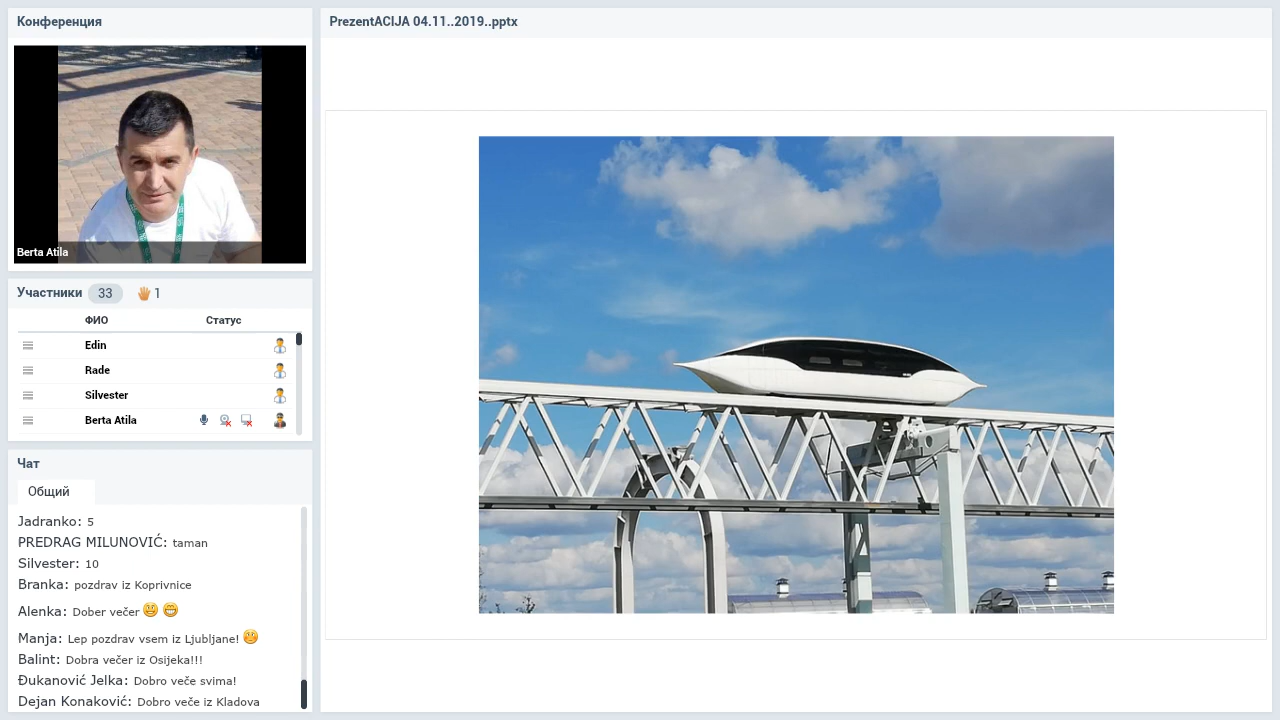 Конференция
Berta Atila
Участники 33 1
ФИО Статус
Edin
Rade
Silvester
Berta Atila
Чат
Общий
Jadranko: 5
PREDRAG MILUNOVIĆ: taman
Silvester: 10
Branka: pozdrav iz Koprivnice
Alenka: Dober večer
Manja: Lep pozdrav vsem iz Ljubljane!
Balint: Dobra večer iz Osijeka!!!
Đukanović Jelka: Dobro veče svima!
Dejan Konaković: Dobro veče iz Kladova
PrezentACIJA 04.11..2019..pptx